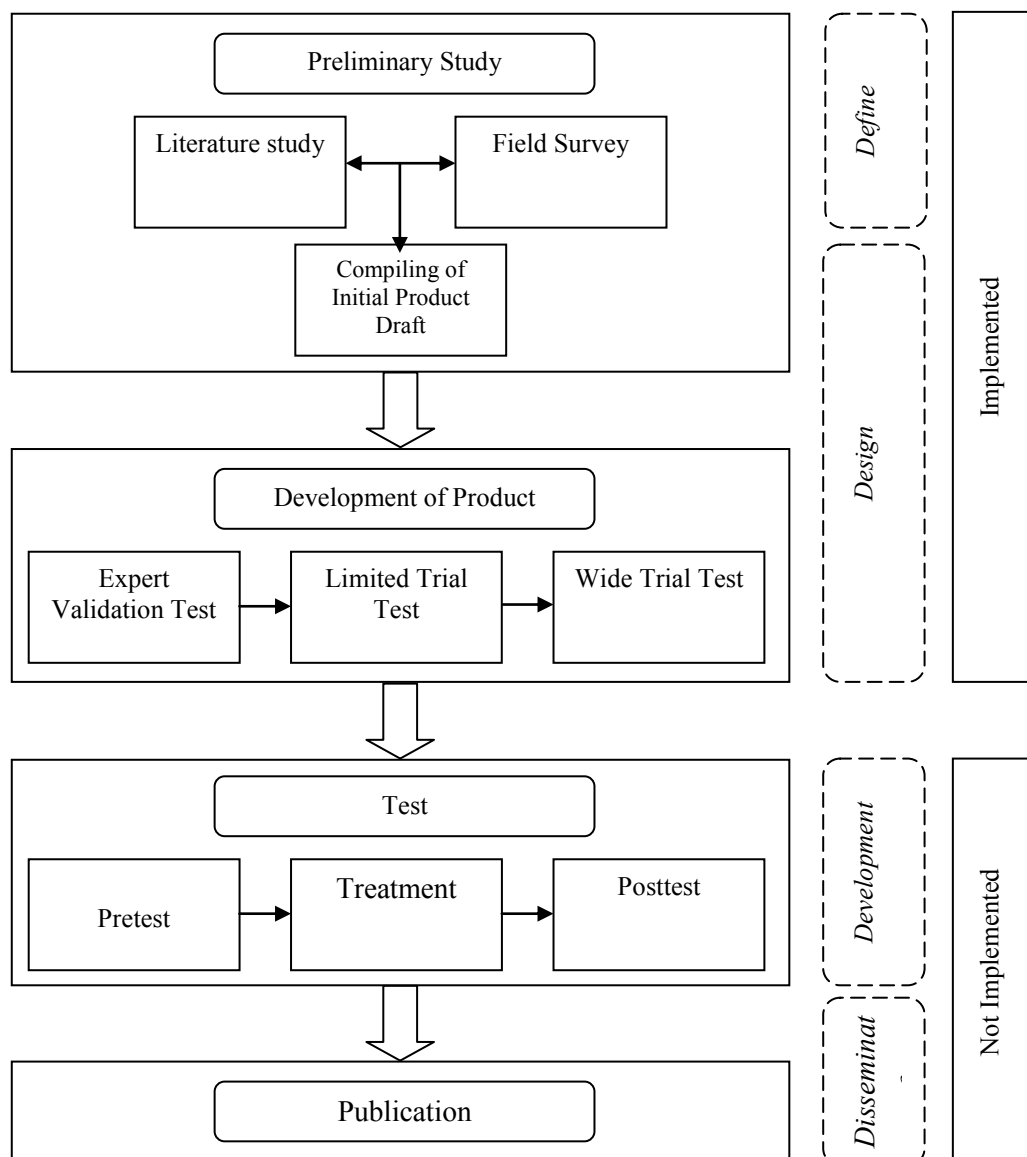 Preliminary Study
Literature study
Field Survey
Compiling of
Initial Product
Draft
Define
Design
Implemented
Development of Product
Expert
Validation Test
Limited Trial
Test
Wide Trial Test
Test
Pretest
Treatment
Posttest
Development
Not Implemented
Publication
Disseminat